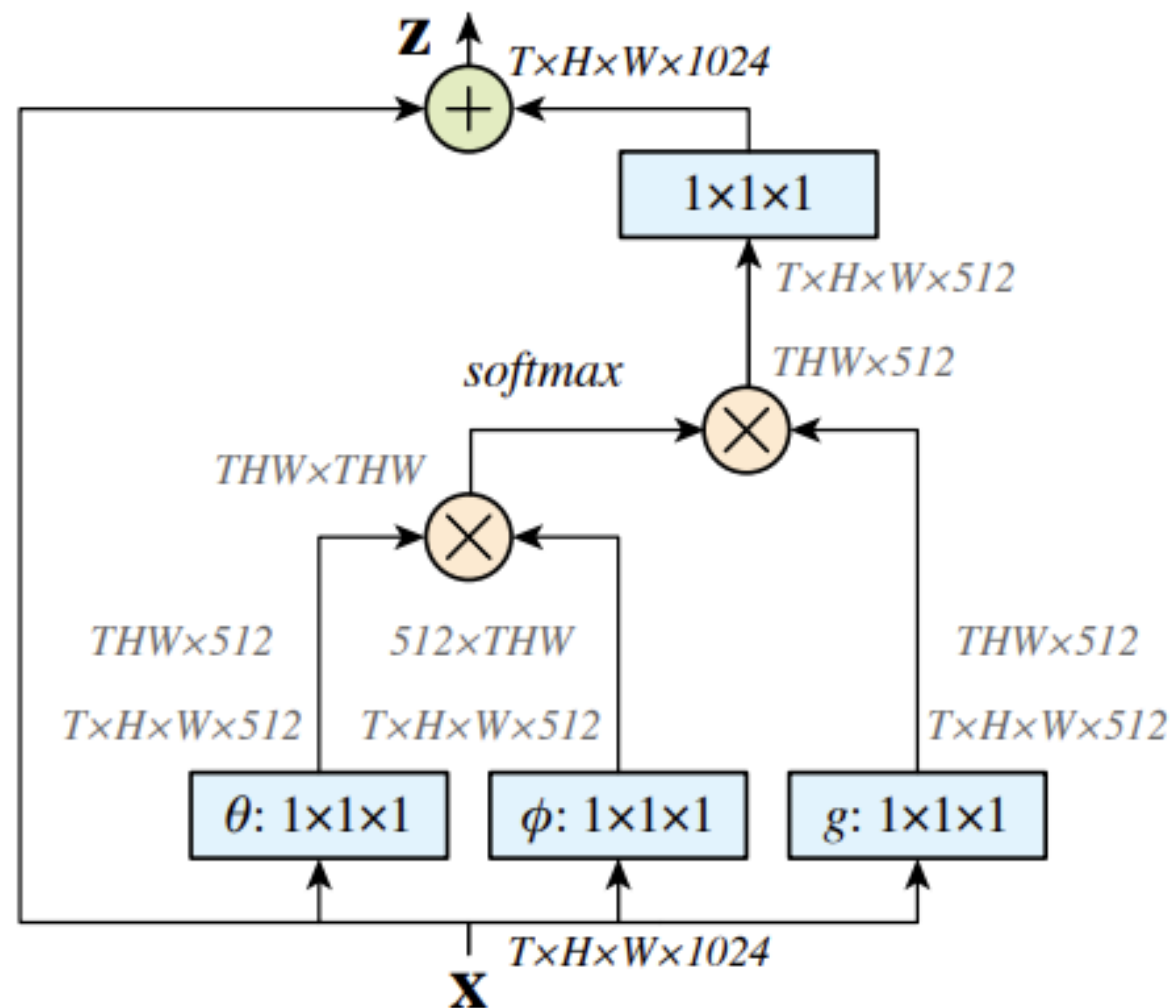 z
T×H×W×1024
+
1×1×1
T×H×W×512
THW×512
softmax
THW×THW
THW×512 512×THW THW×512
T×H×W×512 T×H×W×512 T×H×W×512
θ: 1×1×1 ϕ: 1×1×1 g: 1×1×1
T×H×W×1024
x